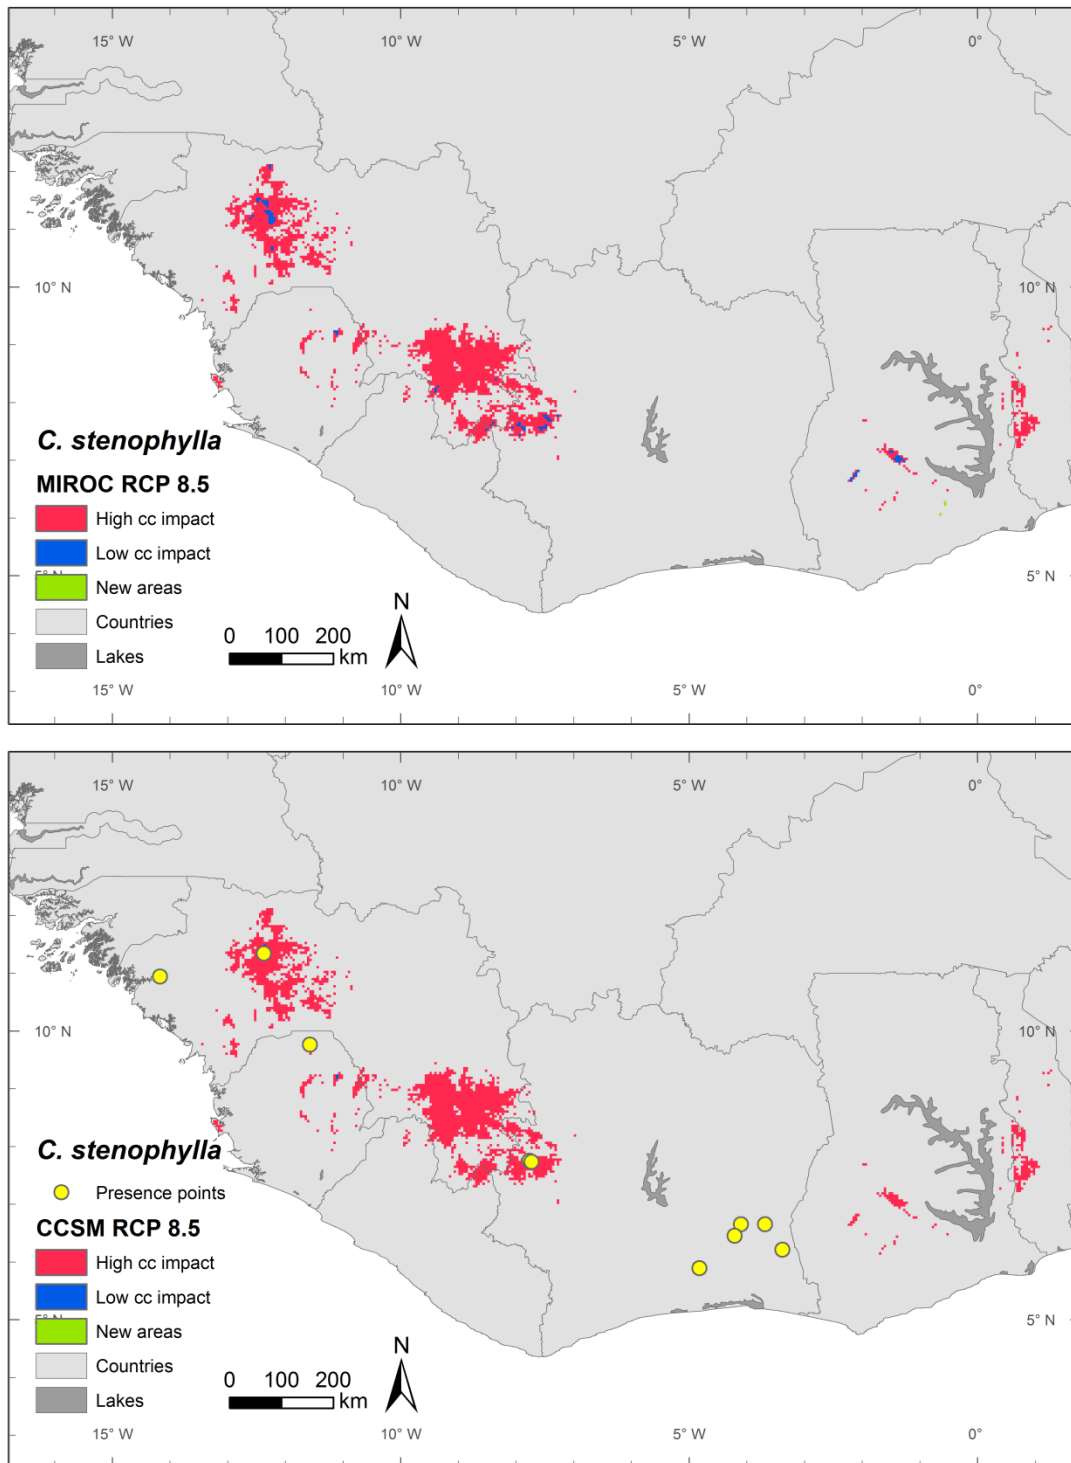 15° W 10° W 5° W 0°
10° N 10° N
C. stenophylla
MIROC RCP 8.5
High cc impact
Low cc impact
New areas
5° N 5° N
Countries
Lakes
N
0 100 200
km
15° W 10° W 5° W 0°
15° W 10° W 5° W 0°
10° N 10° N
C. stenophylla
Presence points
CCSM RCP 8.5
High cc impact
Low cc impact
New areas
5° N 5° N
Countries
Lakes
N
0 100 200
km
15° W 10° W 5° W 0°